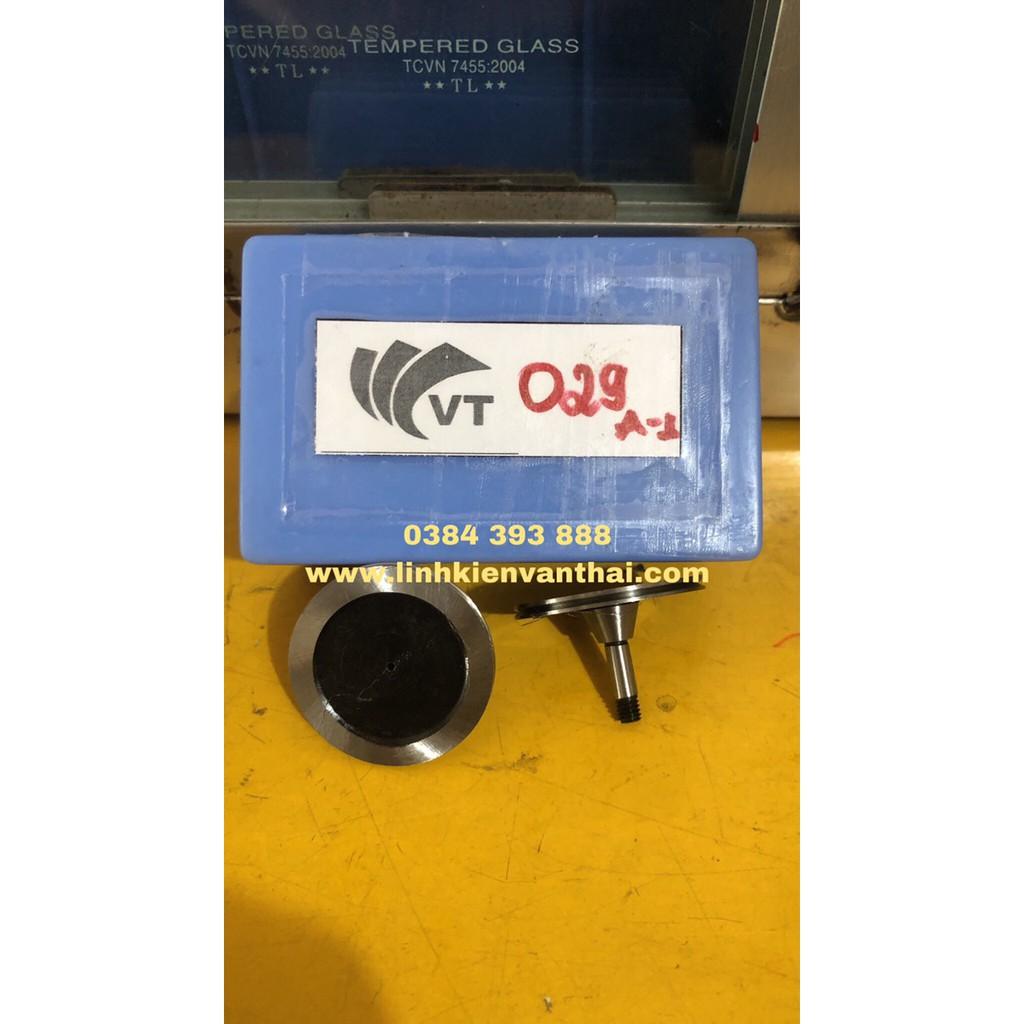 PERED GLASS
TCVN 7455:2004
★★ TL ★★
TEMPERED GLASS
TCVN 7455:2004
★★ TL ★★
VT
029
A-1
0384 393 888
www.linhkienvanthai.com